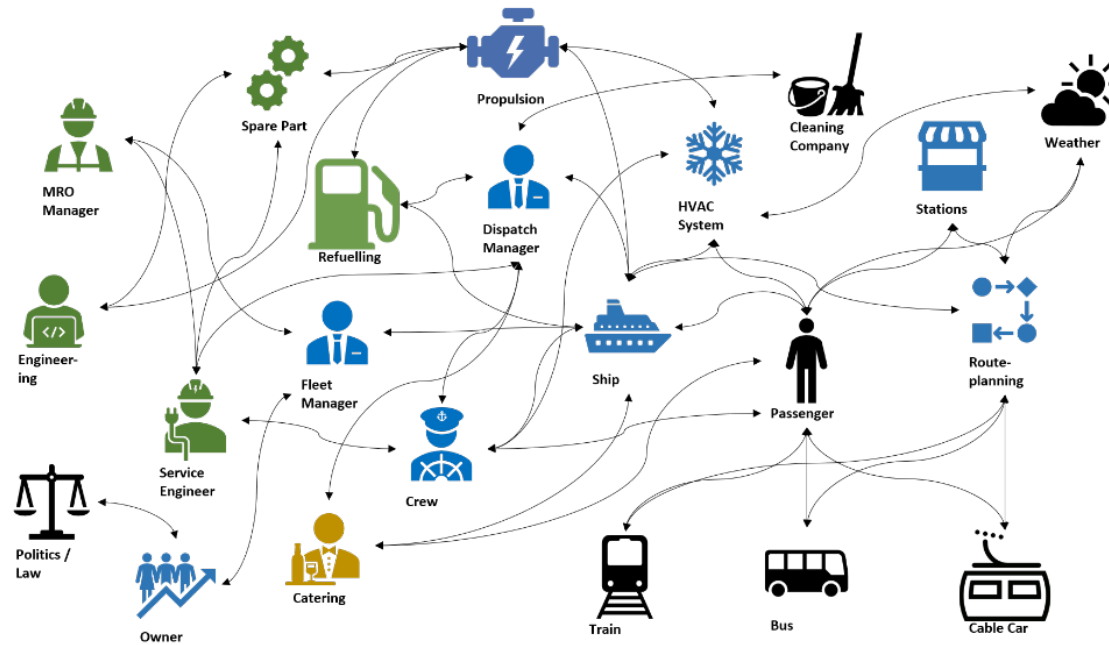 Propulsion
Spare Part
Cleaning
Company
Weather
MRO
Manager
HVAC
System
Stations
Dispatch
Manager
Refuelling
</>
Engineer-
ing
Fleet
Manager
Ship
Route-
planning
Passenger
Service
Engineer
Crew
Politics /
Law
Catering
Owner
Train
Bus
Cable Car